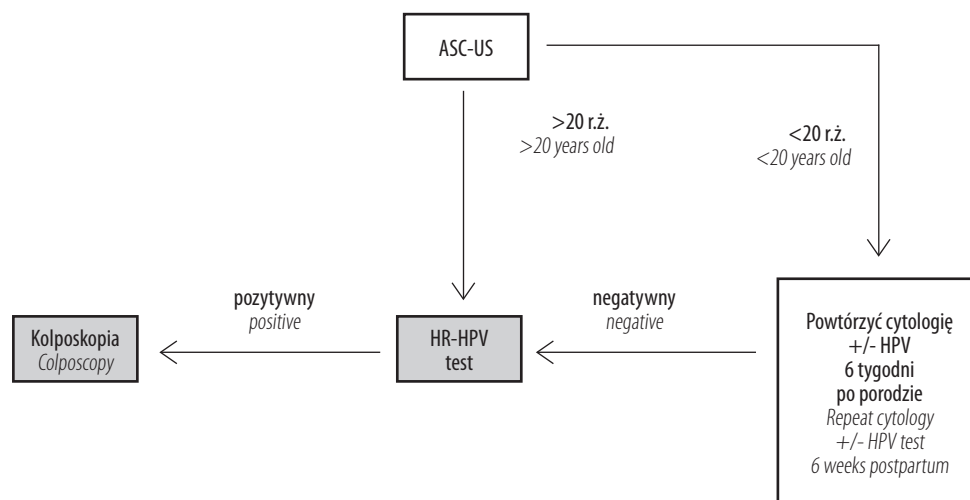 ASC-US
>20 r.ż.
>20 years old
<20 r.ż.
<20 years old
pozytywny
positive
negatywny
negative
Kolposkopia
Colposcopy
HR-HPV
test
Powtórzyć cytologię
+/- HPV
6 tygodni
po porodzie
Repeat cytology
+/- HPV test
6 weeks postpartum